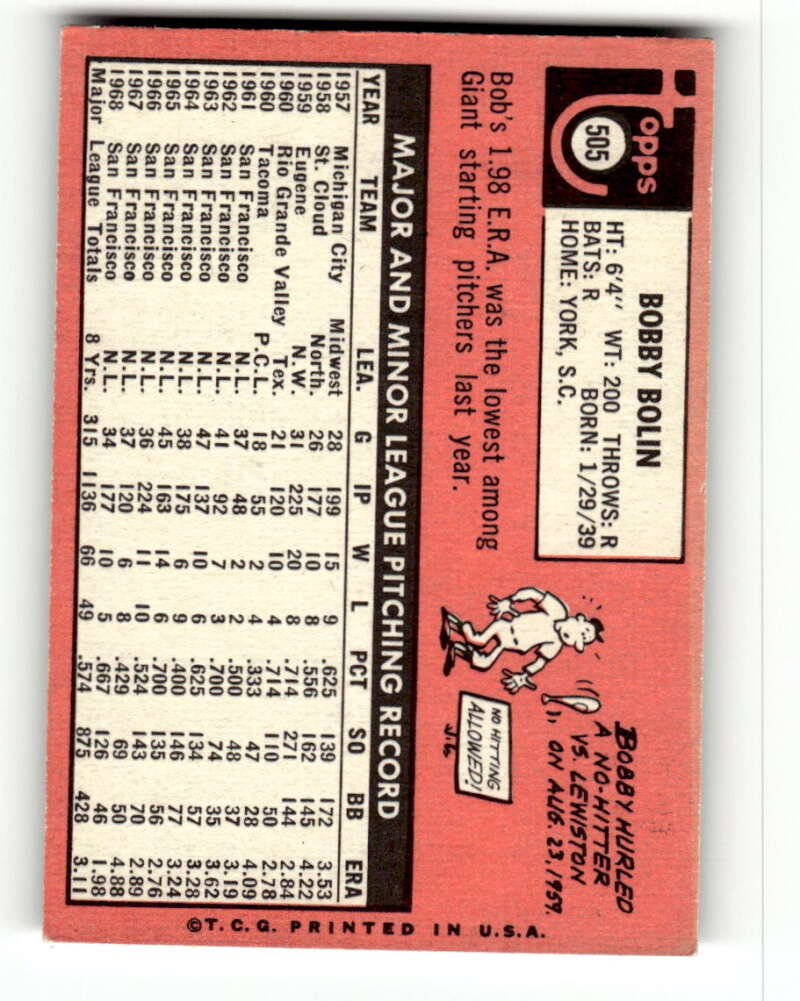 Topps
505
BOBBY BOLIN
HT: 6'4" WT: 200 THROWS: R
BATS: R BORN: 1/29/39
HOME: YORK, S.C.
Bob's 1.98 E.R.A. was the lowest among
Giant starting pitchers last year.
BOBBY HURLED
A NO-HITTER
VS. LEWISTON
ON AUG. 23, 1959.
NO HITTING
ALLOWED!
J.G.
MAJOR AND MINOR LEAGUE PITCHING RECORD
YEAR TEAM LEA. G IP W L PCT SO BB ERA
1957 Michigan City Midwest 28 199 15 9 .625 139 172 3.53
1958 St. Cloud North. 26 177 10 8 .556 162 145 4.22
1959 Eugene N.W. 31 225 20 8 .714 271 144 2.84
1960 Rio Grande Valley Tex. 21 120 10 4 .714 110 50 2.78
1960 Tacoma P.C.L. 18 55 2 4 .333 47 28 4.09
1961 San Francisco N.L. 37 48 2 2 .500 48 37 3.19
1962 San Francisco N.L. 41 92 7 3 .700 74 35 3.62
1963 San Francisco N.L. 47 137 10 6 .625 134 57 3.28
1964 San Francisco N.L. 38 175 6 9 .400 146 77 3.24
1965 San Francisco N.L. 45 163 14 6 .700 135 56 2.76
1966 San Francisco N.L. 36 224 11 10 .524 143 70 2.89
1967 San Francisco N.L. 37 120 6 8 .429 69 50 4.88
1968 San Francisco N.L. 34 177 10 5 .667 126 46 1.98
Major League Totals 8 Yrs. 315 1136 66 49 .574 875 428 3.11
©T.C.G. PRINTED IN U.S.A.